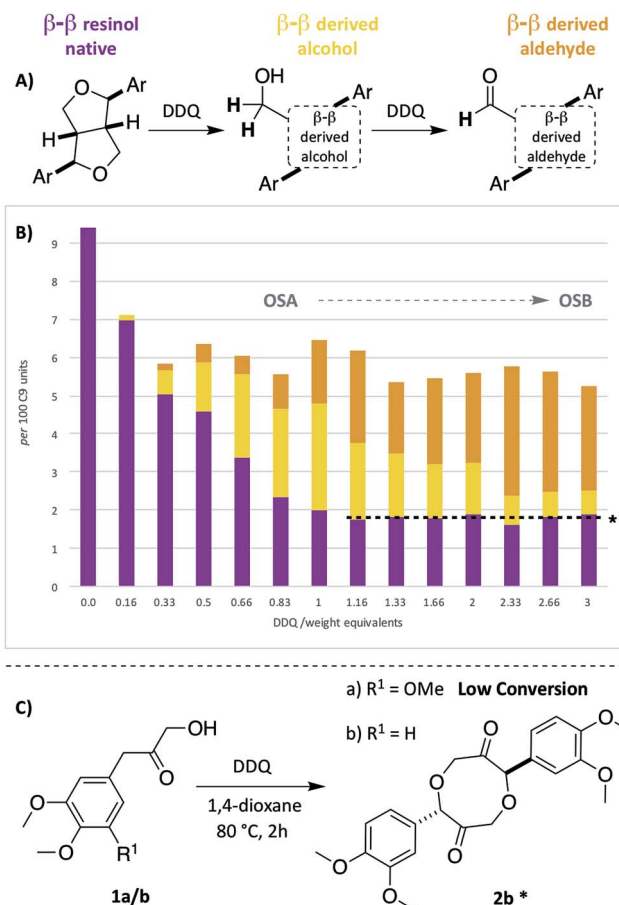 β-β resinol
native
β-β derived
alcohol
β-β derived
aldehyde
A)
O
Ar
H
H
Ar
O
DDQ
OH
H
H
Ar
β-β
derived
alcohol
Ar
DDQ
O
H
Ar
β-β
derived
aldehyde
Ar
B)
OSA
OSB
per 100 C9 units
9
8
7
6
5
4
3
2
1
0
*
0.0 0.16 0.33 0.5 0.66 0.83 1 1.16 1.33 1.66 2 2.33 2.66 3
DDQ /weight equivalents
C)
a) R¹ = OMe Low Conversion
b) R¹ = H
OH
O
O
O
R¹
1a/b
DDQ
1,4-dioxane
80 °C, 2h
O
O
O
O
O
O
O
O
2b *